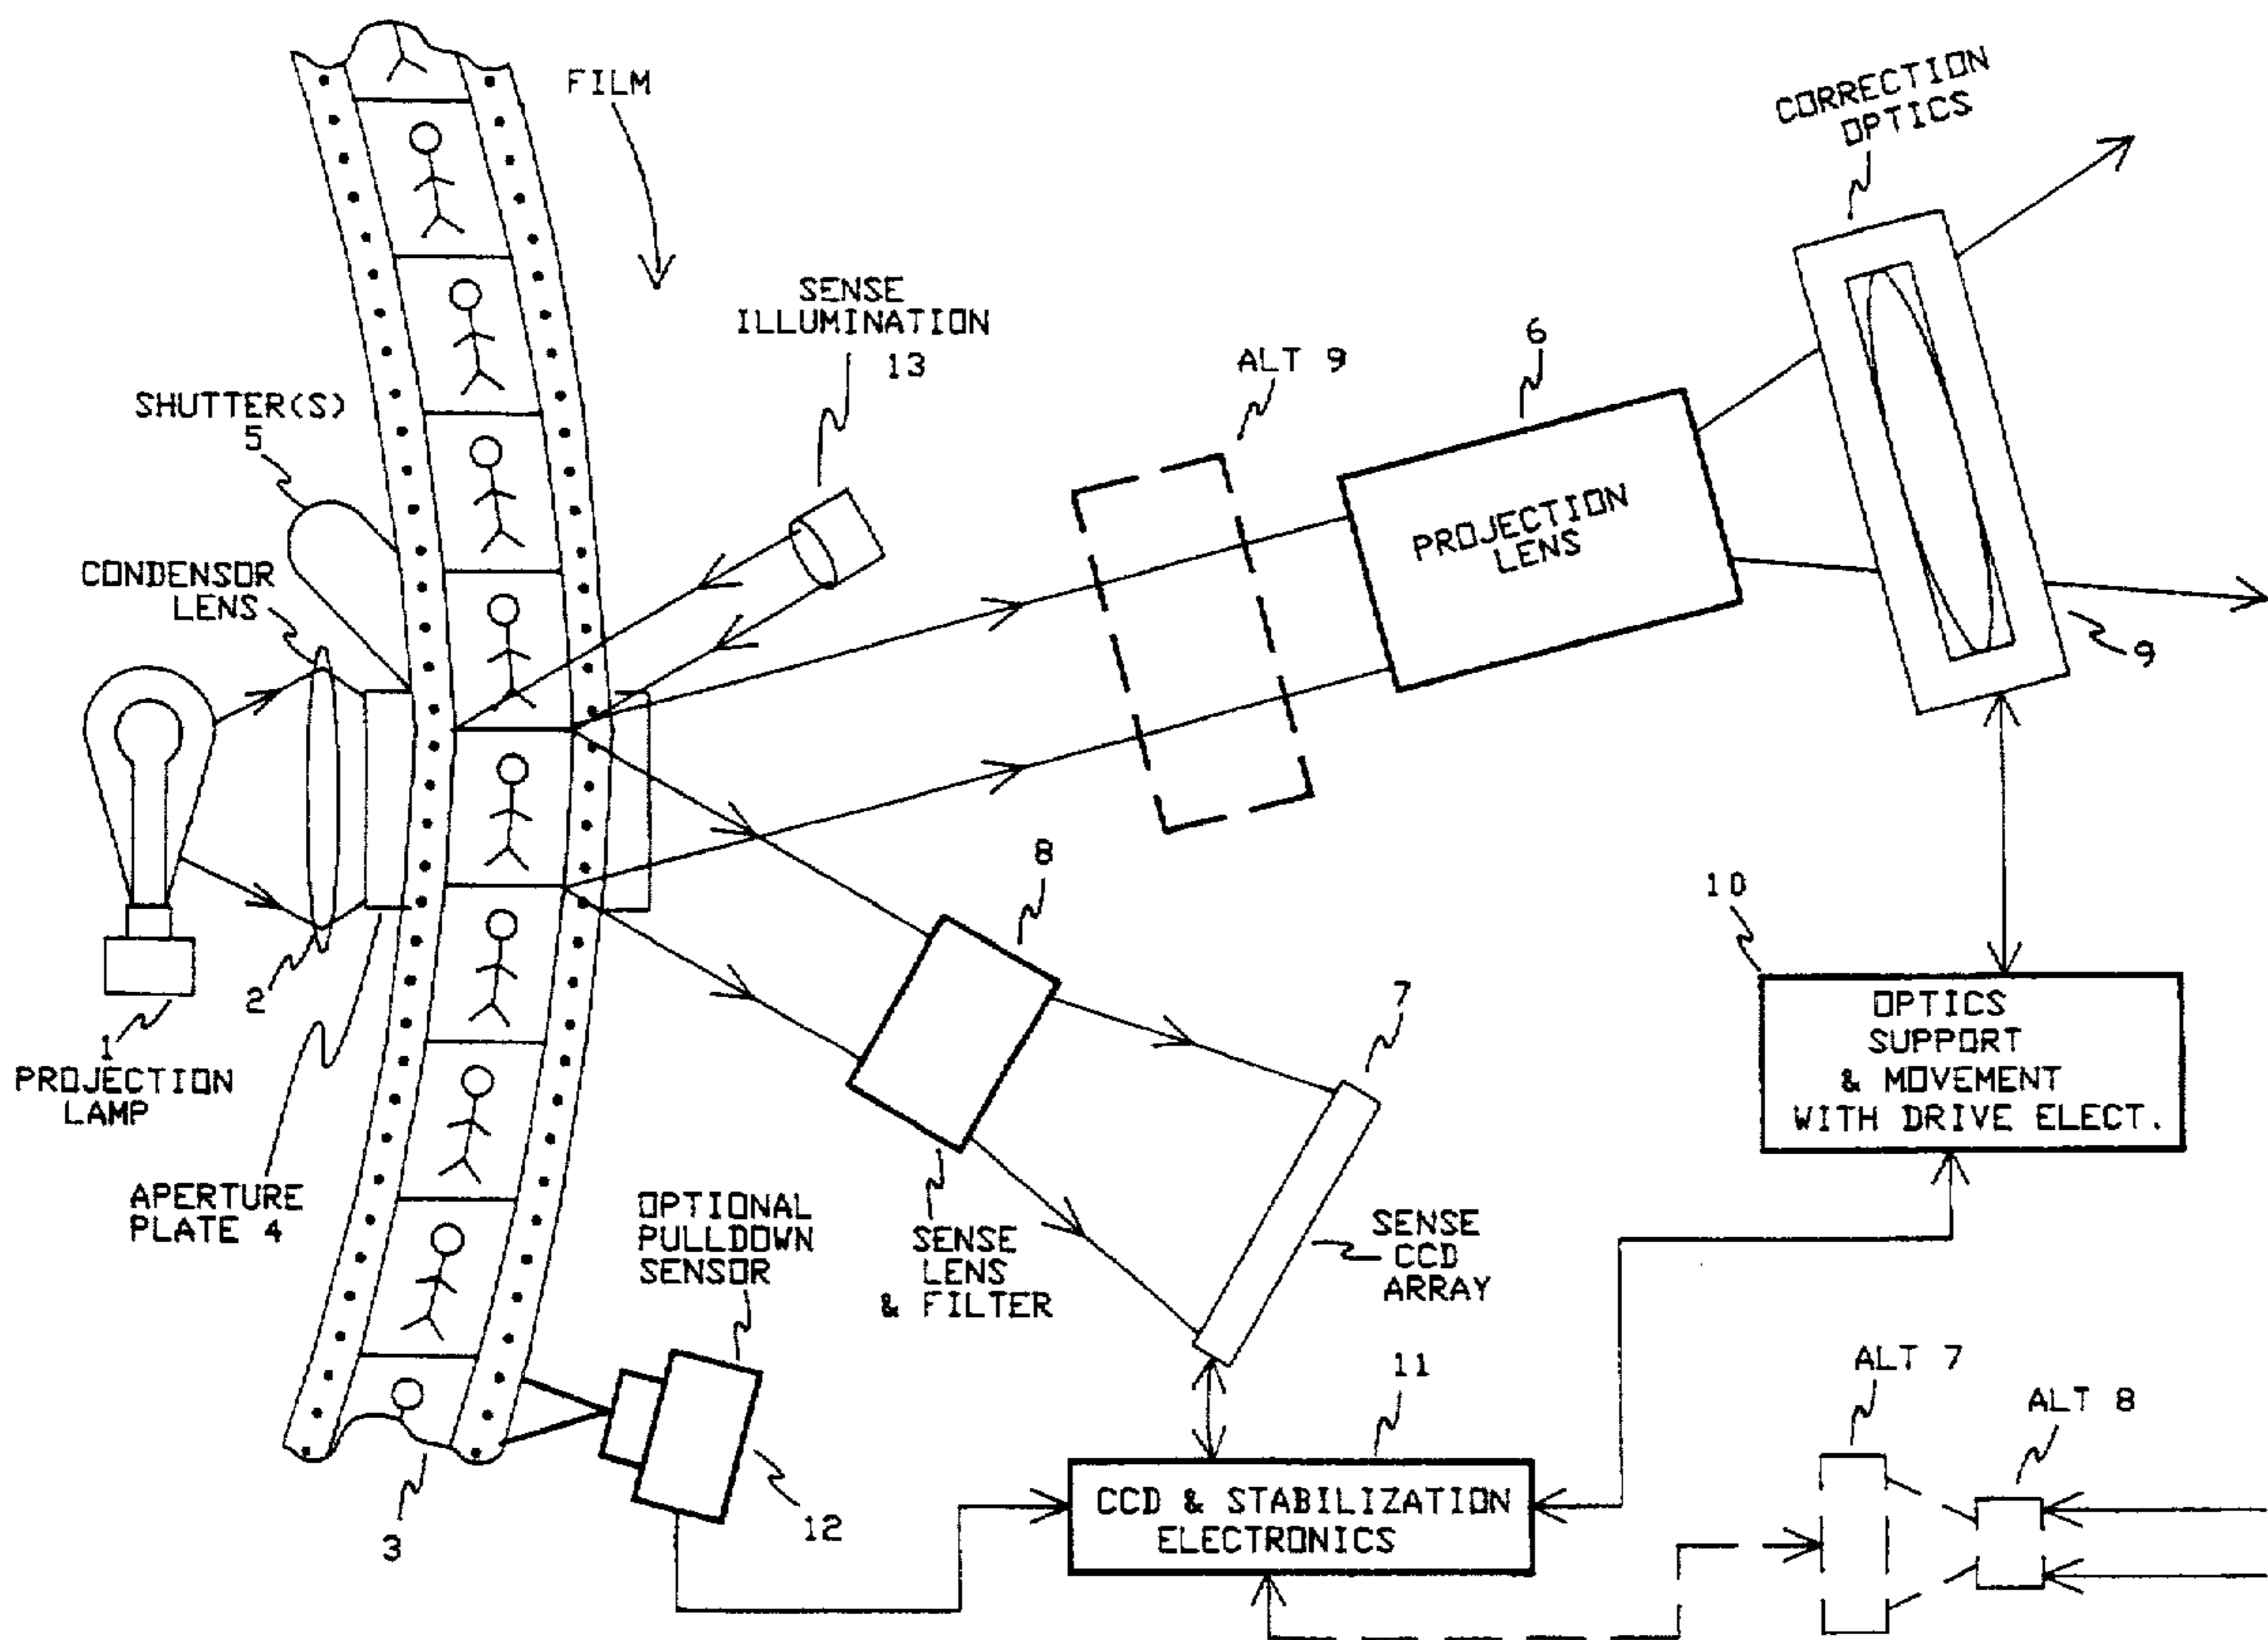 FILM
CORRECTION
OPTICS
SENSE
ILLUMINATION
13
6
ALT 9
SHUTTER(S)
5
PROJECTION
LENS
CONDENSOR
LENS
9
8
10
2
7
OPTICS
SUPPORT
& MOVEMENT
WITH DRIVE ELECT.
1
PROJECTION
LAMP
APERTURE
PLATE 4
OPTIONAL
PULLDOWN
SENSOR
SENSE
LENS
& FILTER
SENSE
CCD
ARRAY
11
ALT 7
ALT 8
CCD & STABILIZATION
ELECTRONICS
12
3